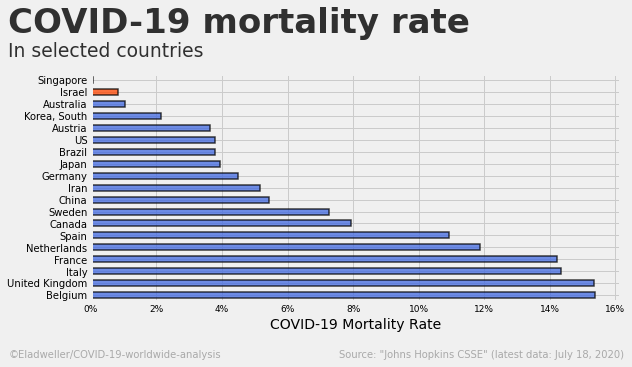 COVID-19 mortality rate
In selected countries
Singapore
Israel
Australia
Korea, South
Austria
US
Brazil
Japan
Germany
Iran
China
Sweden
Canada
Spain
Netherlands
France
Italy
United Kingdom
Belgium
0% 2% 4% 6% 8% 10% 12% 14% 16%
COVID-19 Mortality Rate
©Eladweller/COVID-19-worldwide-analysis Source: "Johns Hopkins CSSE" (latest data: July 18, 2020)